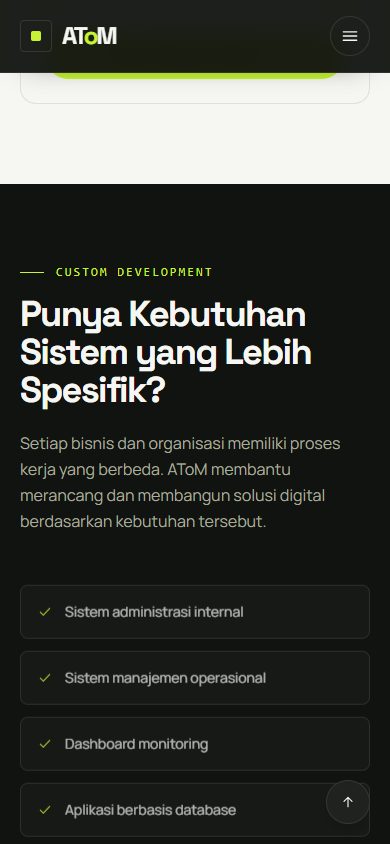 AToM
CUSTOM DEVELOPMENT
Punya Kebutuhan
Sistem yang Lebih
Spesifik?
Setiap bisnis dan organisasi memiliki proses
kerja yang berbeda. AToM membantu
merancang dan membangun solusi digital
berdasarkan kebutuhan tersebut.
Sistem administrasi internal
Sistem manajemen operasional
Dashboard monitoring
Aplikasi berbasis database